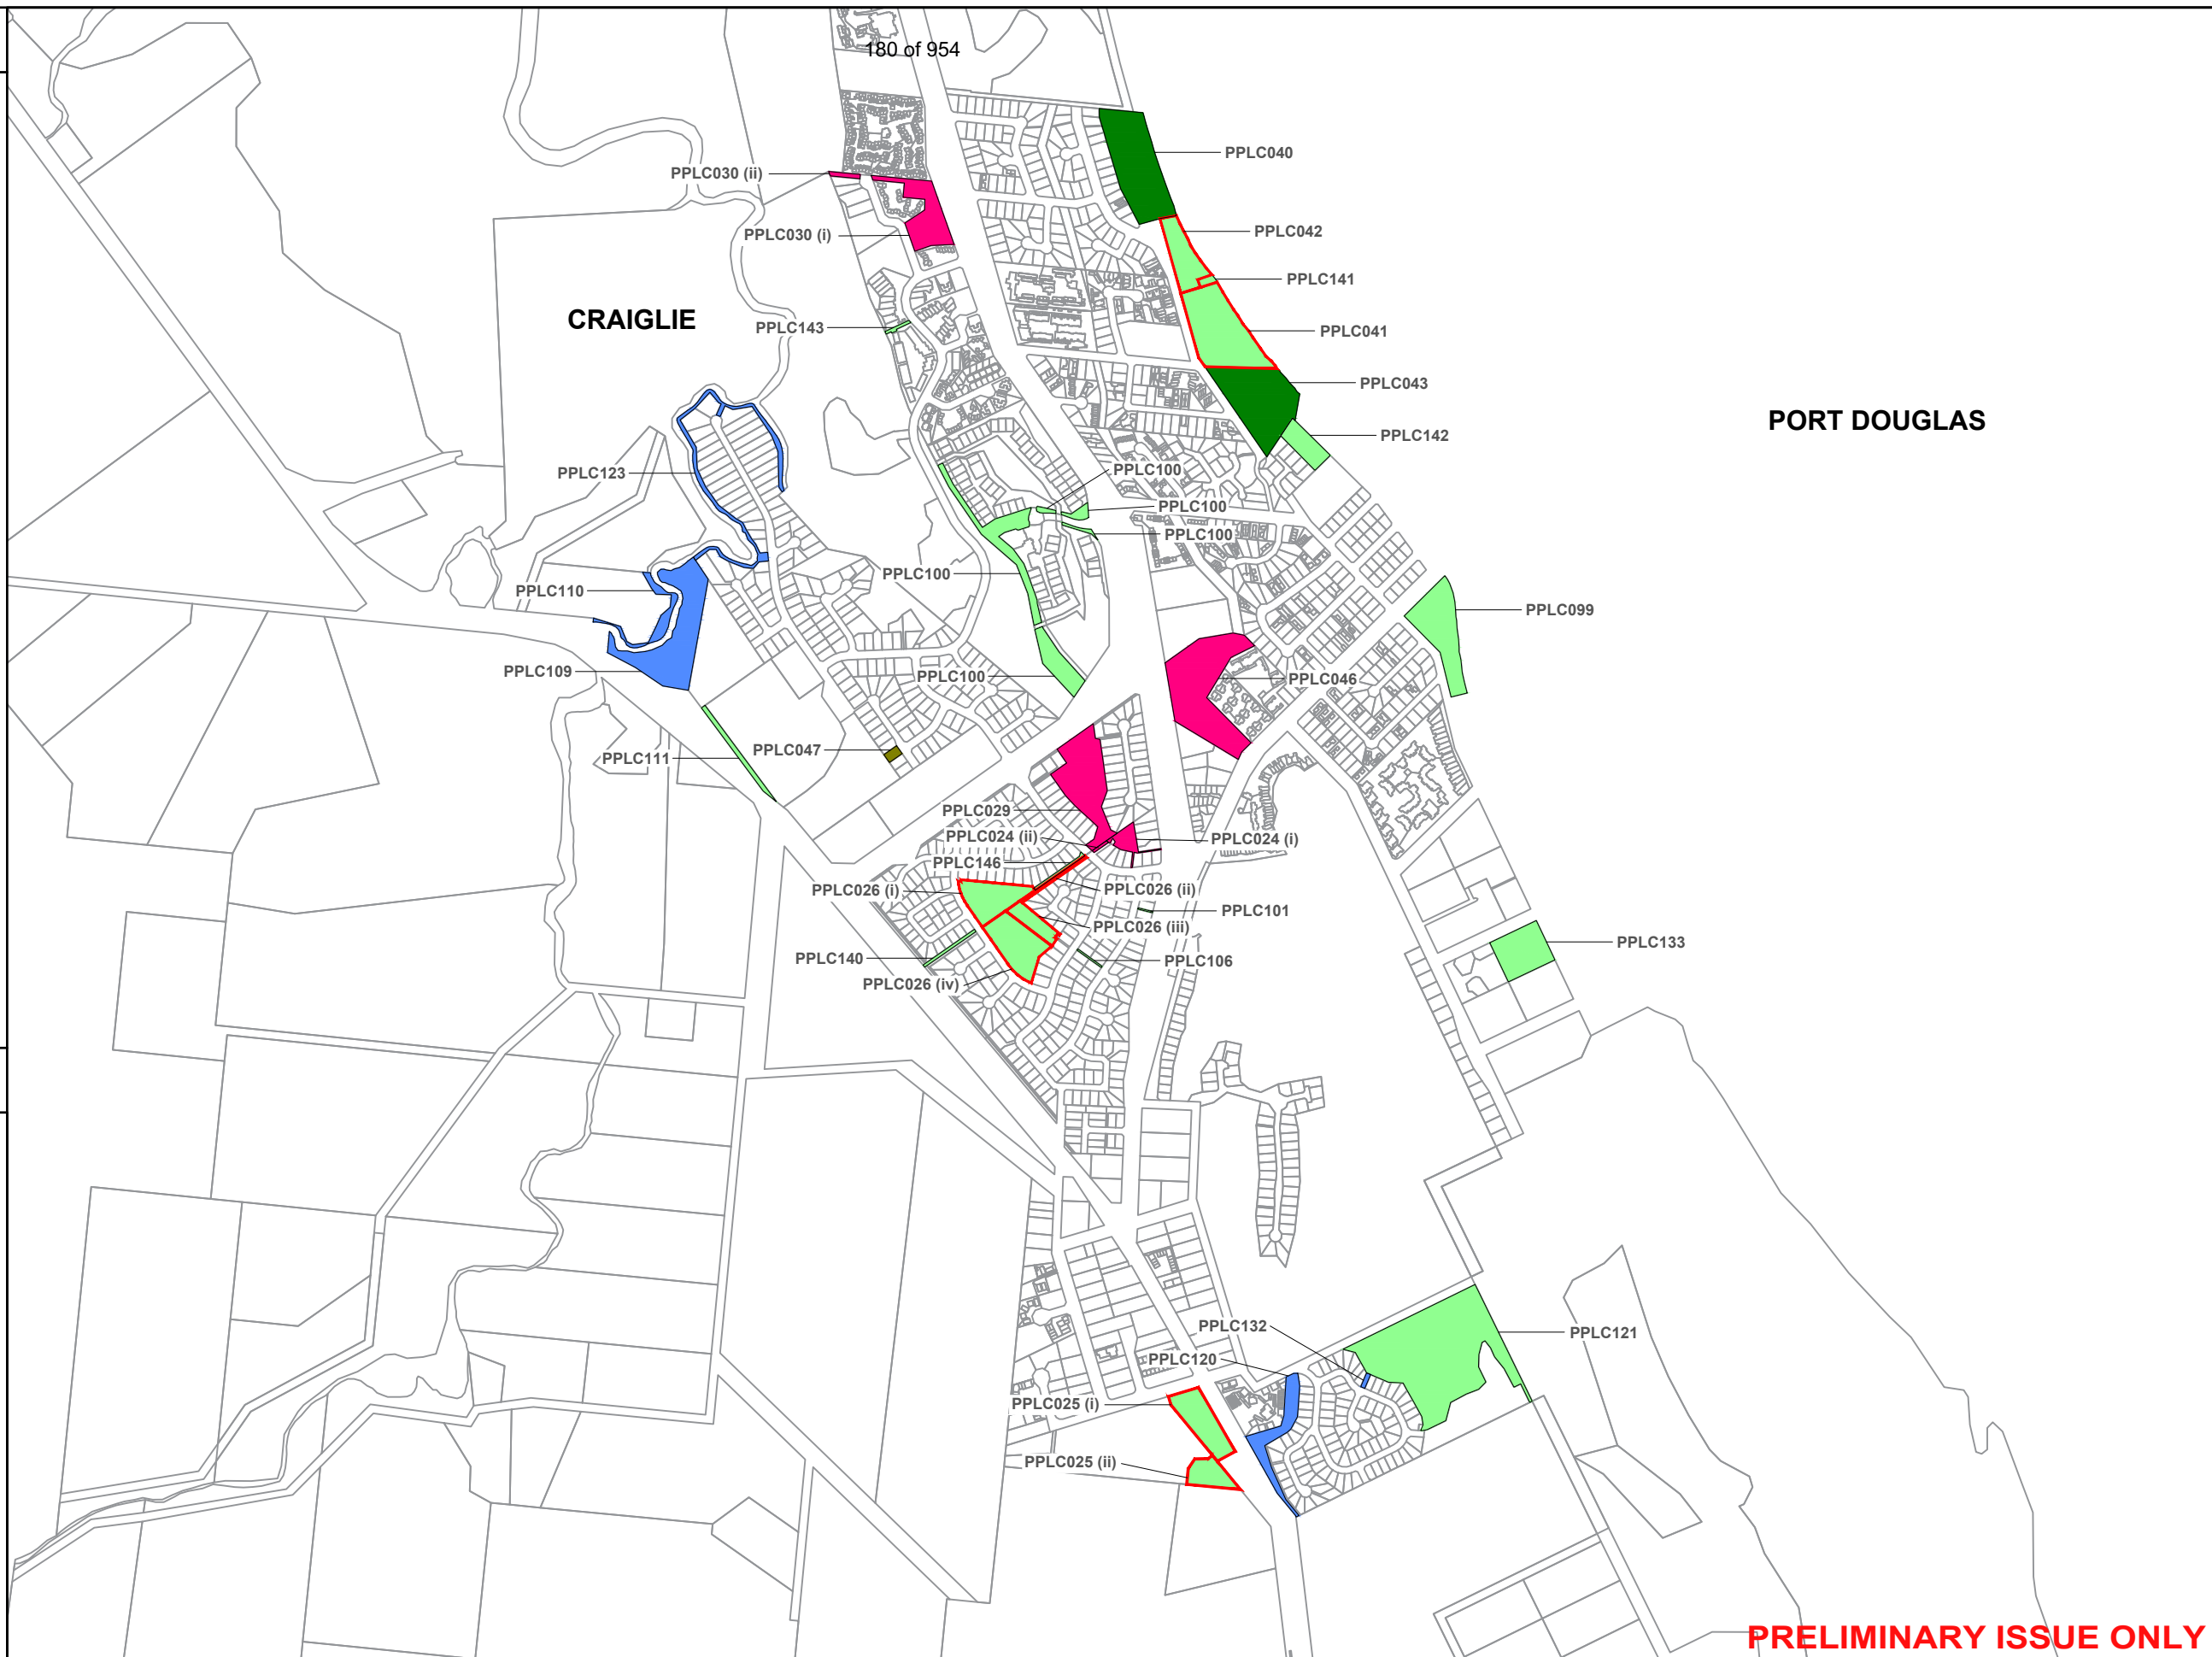 180 of 954
PPLC040
PPLC030 (ii)
PPLC042
PPLC030 (i)
PPLC141
CRAIGLIE
PPLC143
PPLC041
PPLC043
PORT DOUGLAS
PPLC142
PPLC123
PPLC100
PPLC100
PPLC100
PPLC100
PPLC110
PPLC099
PPLC109
PPLC100
PPLC046
PPLC047
PPLC111
PPLC029
PPLC024 (ii)
PPLC024 (i)
PPLC146
PPLC026 (i)
PPLC026 (ii)
PPLC101
PPLC026 (iii)
PPLC133
PPLC140
PPLC106
PPLC026 (iv)
PPLC132
PPLC121
PPLC120
PPLC025 (i)
PPLC025 (ii)
PRELIMINARY ISSUE ONLY